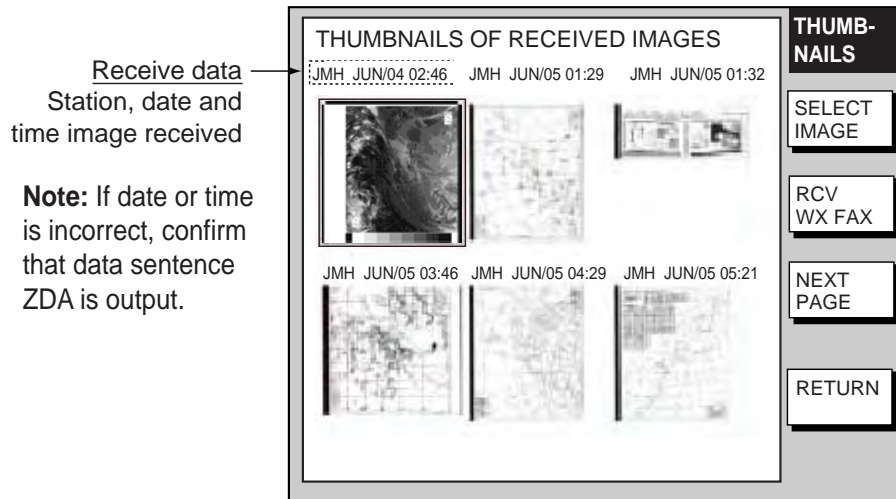 THUMBNAILS OF RECEIVED IMAGES
JMH JUN/04 02:46 JMH JUN/05 01:29 JMH JUN/05 01:32
JMH JUN/05 03:46 JMH JUN/05 04:29 JMH JUN/05 05:21
THUMB-
NAILS
SELECT
IMAGE
RCV
WX FAX
NEXT
PAGE
RETURN
Receive data
Station, date and
time image received
Note: If date or time
is incorrect, confirm
that data sentence
ZDA is output.